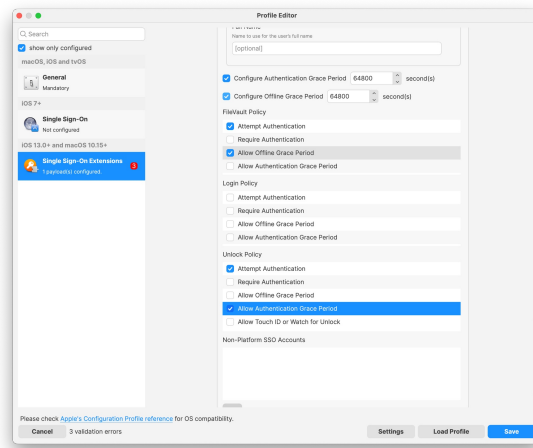 Profile Editor
Search
show only configured
macOS, iOS and tvOS
General
Mandatory
iOS 7+
Single Sign-On
Not configured
iOS 13.0+ and macOS 10.15+
Single Sign-On Extensions
3
1 payload(s) configured.
Full Name
Name to use for the user's full name
[optional]
Configure Authentication Grace Period 64800 second(s)
Configure Offline Grace Period 64800 second(s)
FileVault Policy
Attempt Authentication
Require Authentication
Allow Offline Grace Period
Allow Authentication Grace Period
Login Policy
Attempt Authentication
Require Authentication
Allow Offline Grace Period
Allow Authentication Grace Period
Unlock Policy
Attempt Authentication
Require Authentication
Allow Offline Grace Period
Allow Authentication Grace Period
Allow Touch ID or Watch for Unlock
Non-Platform SSO Accounts
Please check Apple's Configuration Profile reference for OS compatibility.
Cancel 3 validation errors Settings Load Profile Save